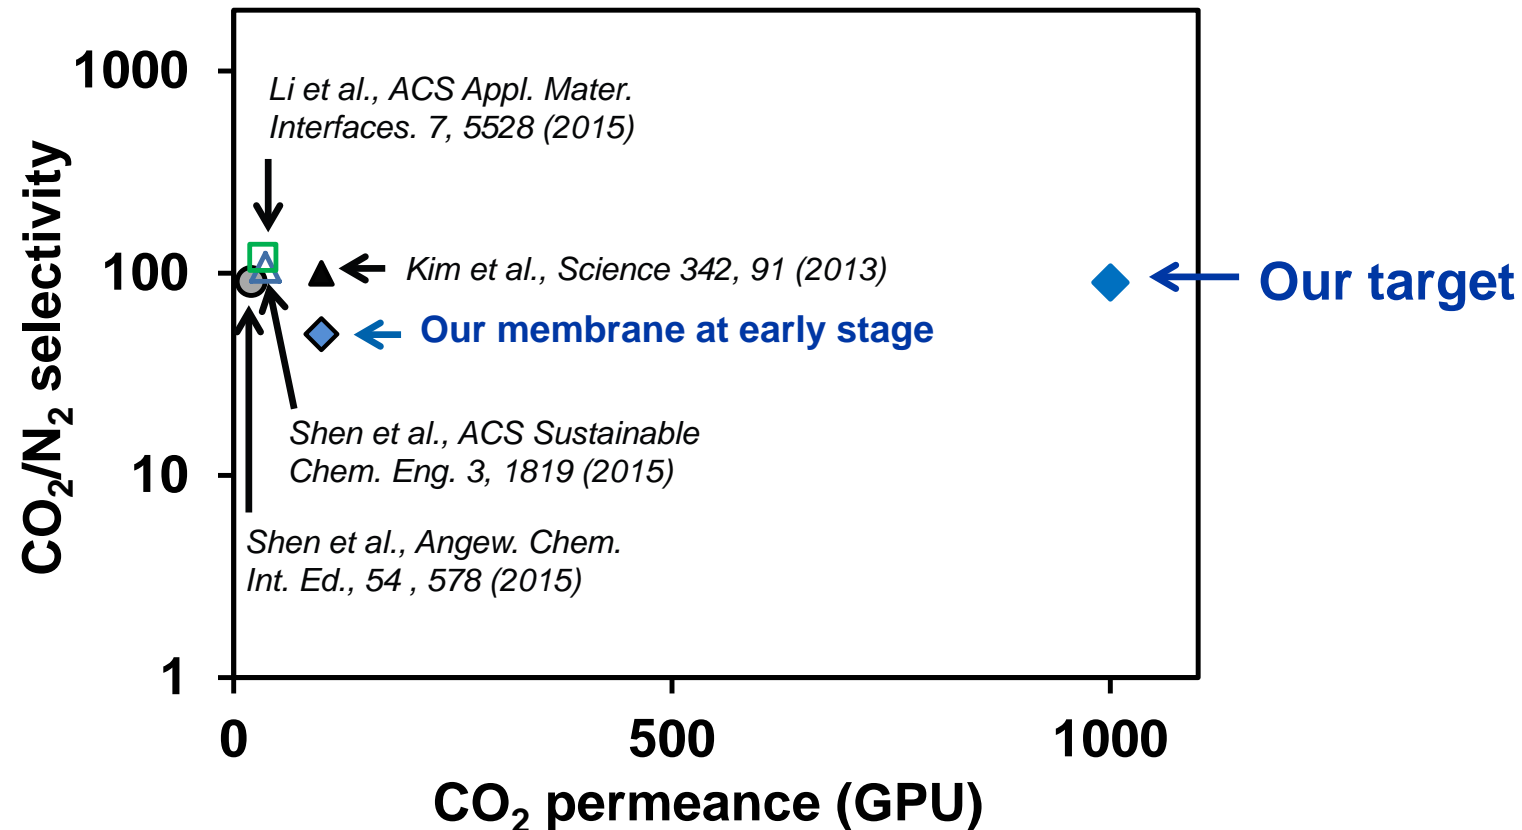 1000
100
10
1
CO₂/N₂ selectivity
Li et al., ACS Appl. Mater.
Interfaces. 7, 5528 (2015)
Kim et al., Science 342, 91 (2013)
Our target
Our membrane at early stage
Shen et al., ACS Sustainable
Chem. Eng. 3, 1819 (2015)
Shen et al., Angew. Chem.
Int. Ed., 54 , 578 (2015)
0
500
1000
CO₂ permeance (GPU)